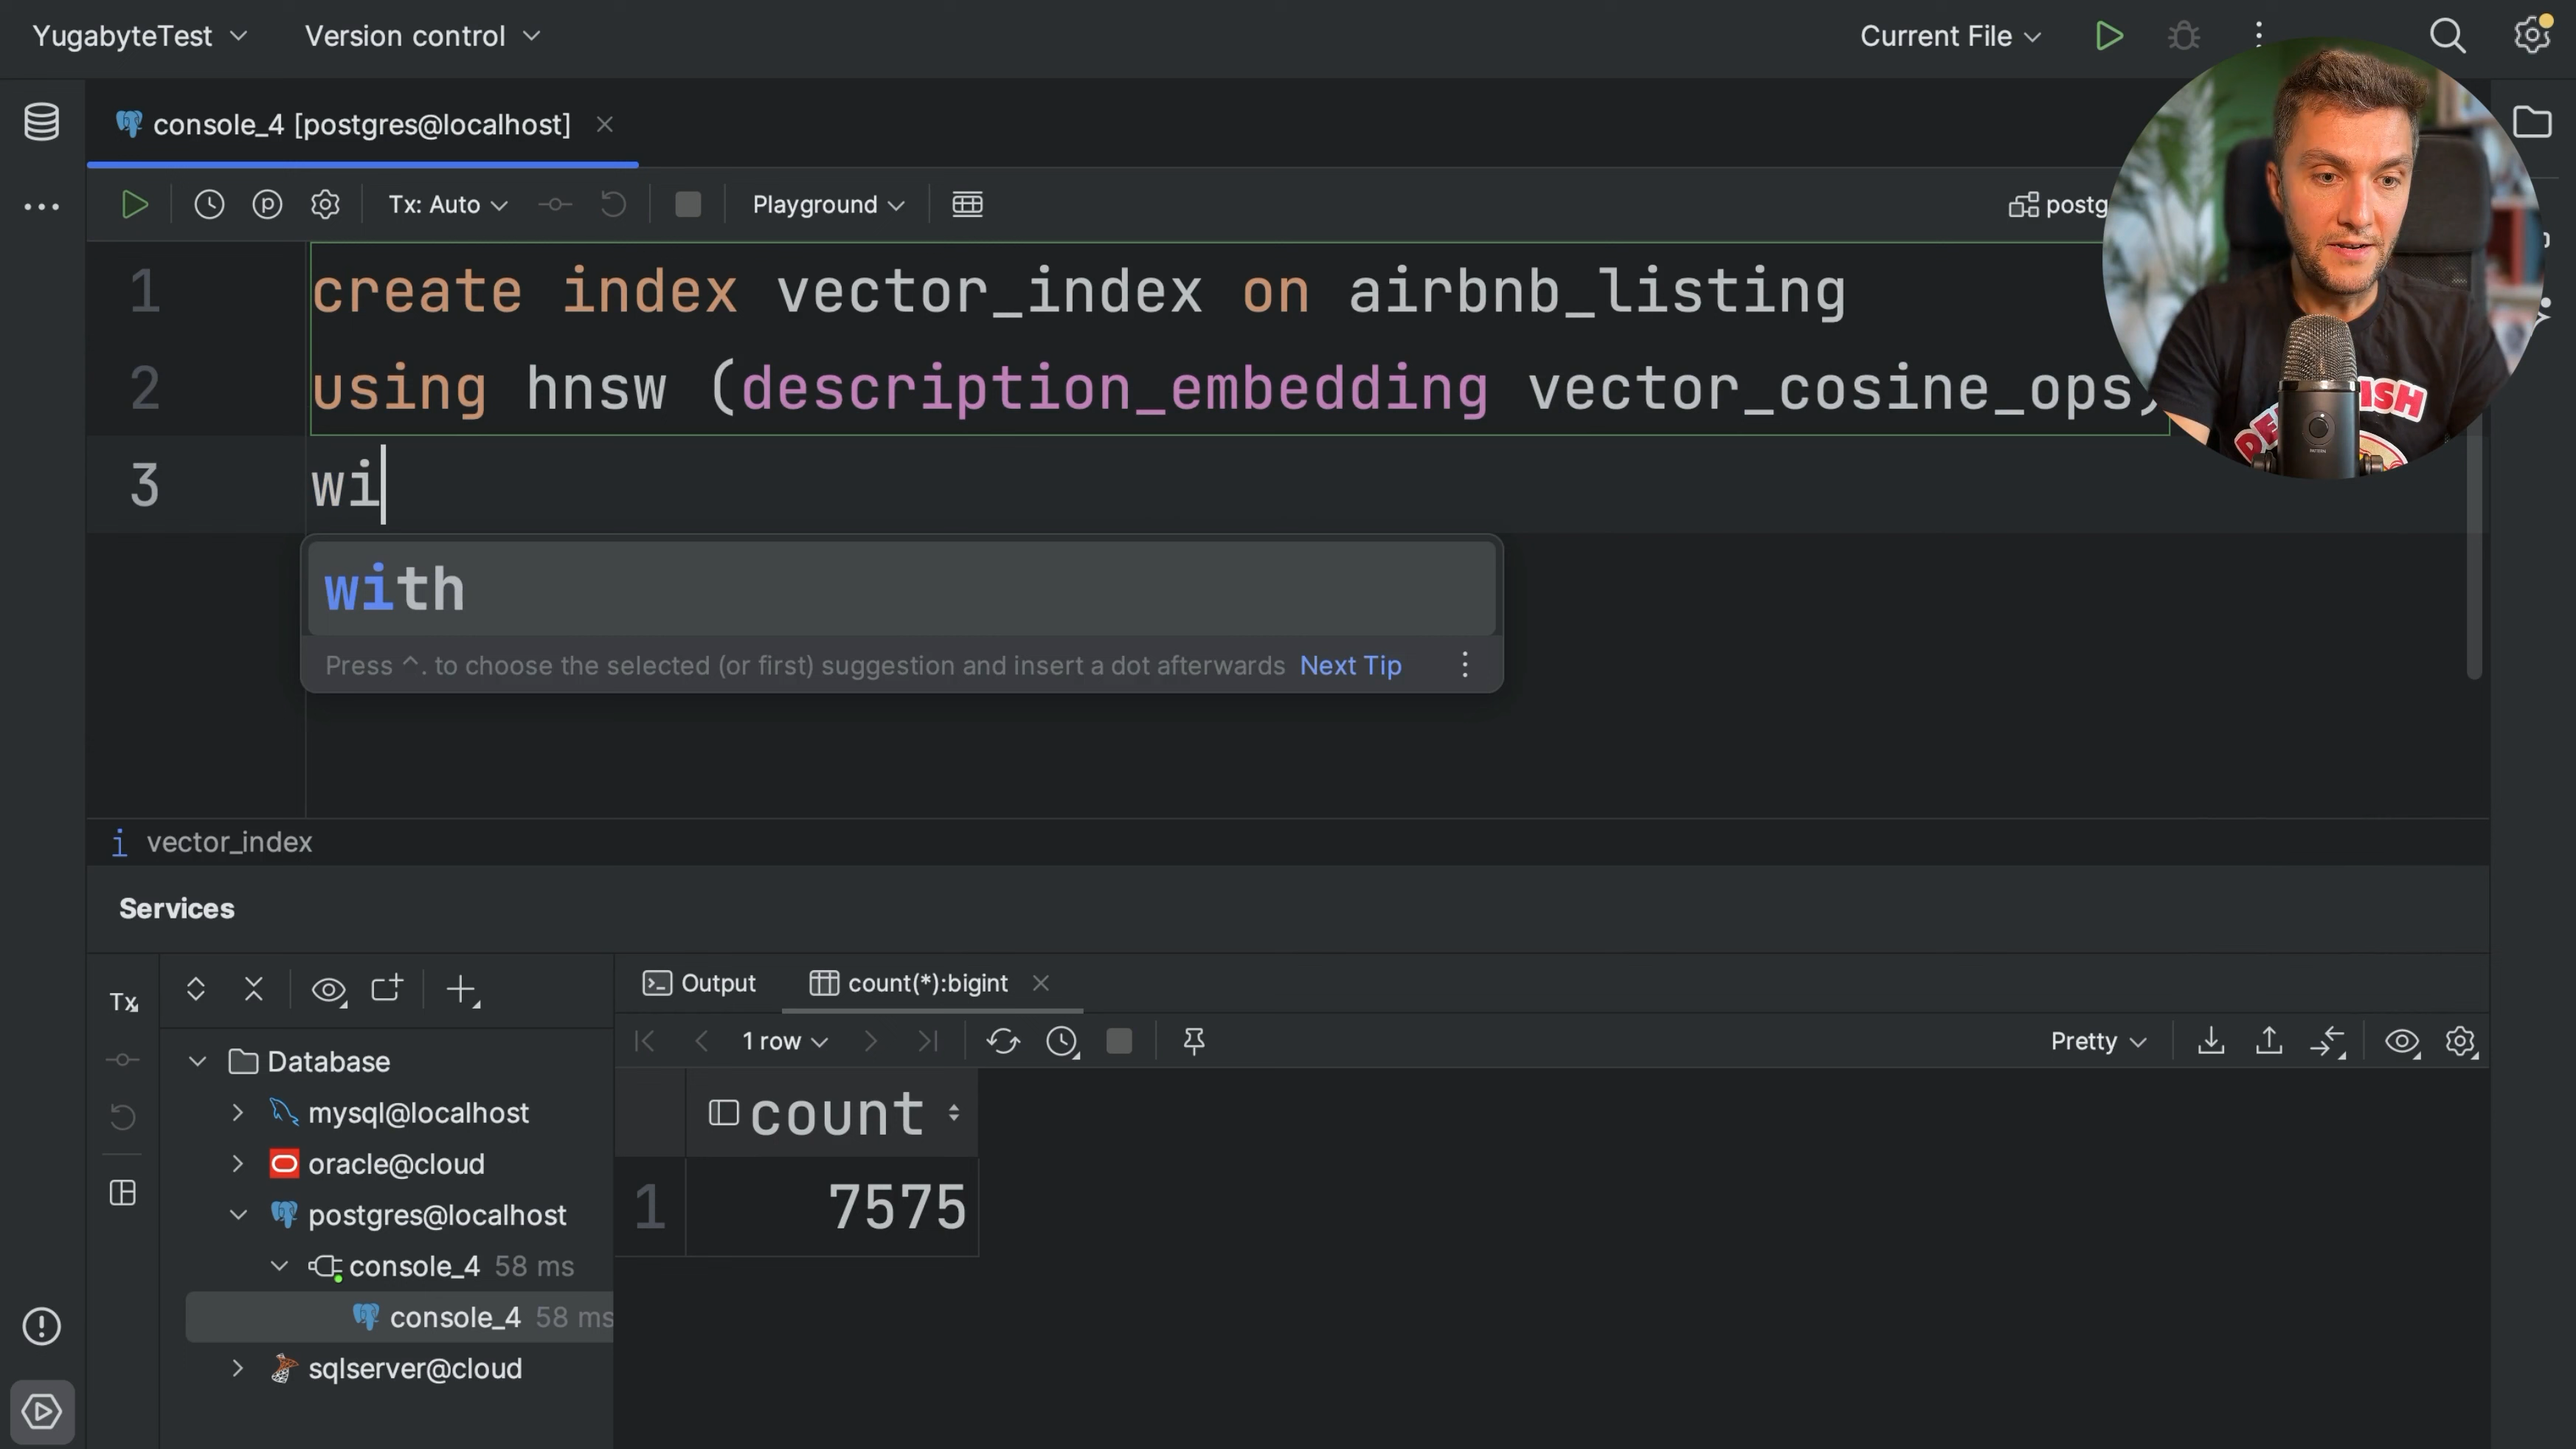 YugabyteTest
Version control
Current File
console_4 [postgres@localhost]
Tx: Auto
Playground
postg
1 create index vector_index on airbnb_listing
2 using hnsw (description_embedding vector_cosine_ops)
3 wi
with
Press ^. to choose the selected (or first) suggestion and insert a dot afterwards Next Tip
vector_index
Services
Tx
Output
count(*):bigint
1 row
Pretty
Database
mysql@localhost
oracle@cloud
postgres@localhost
console_4 58 ms
console_4 58 ms
sqlserver@cloud
count
1 7575